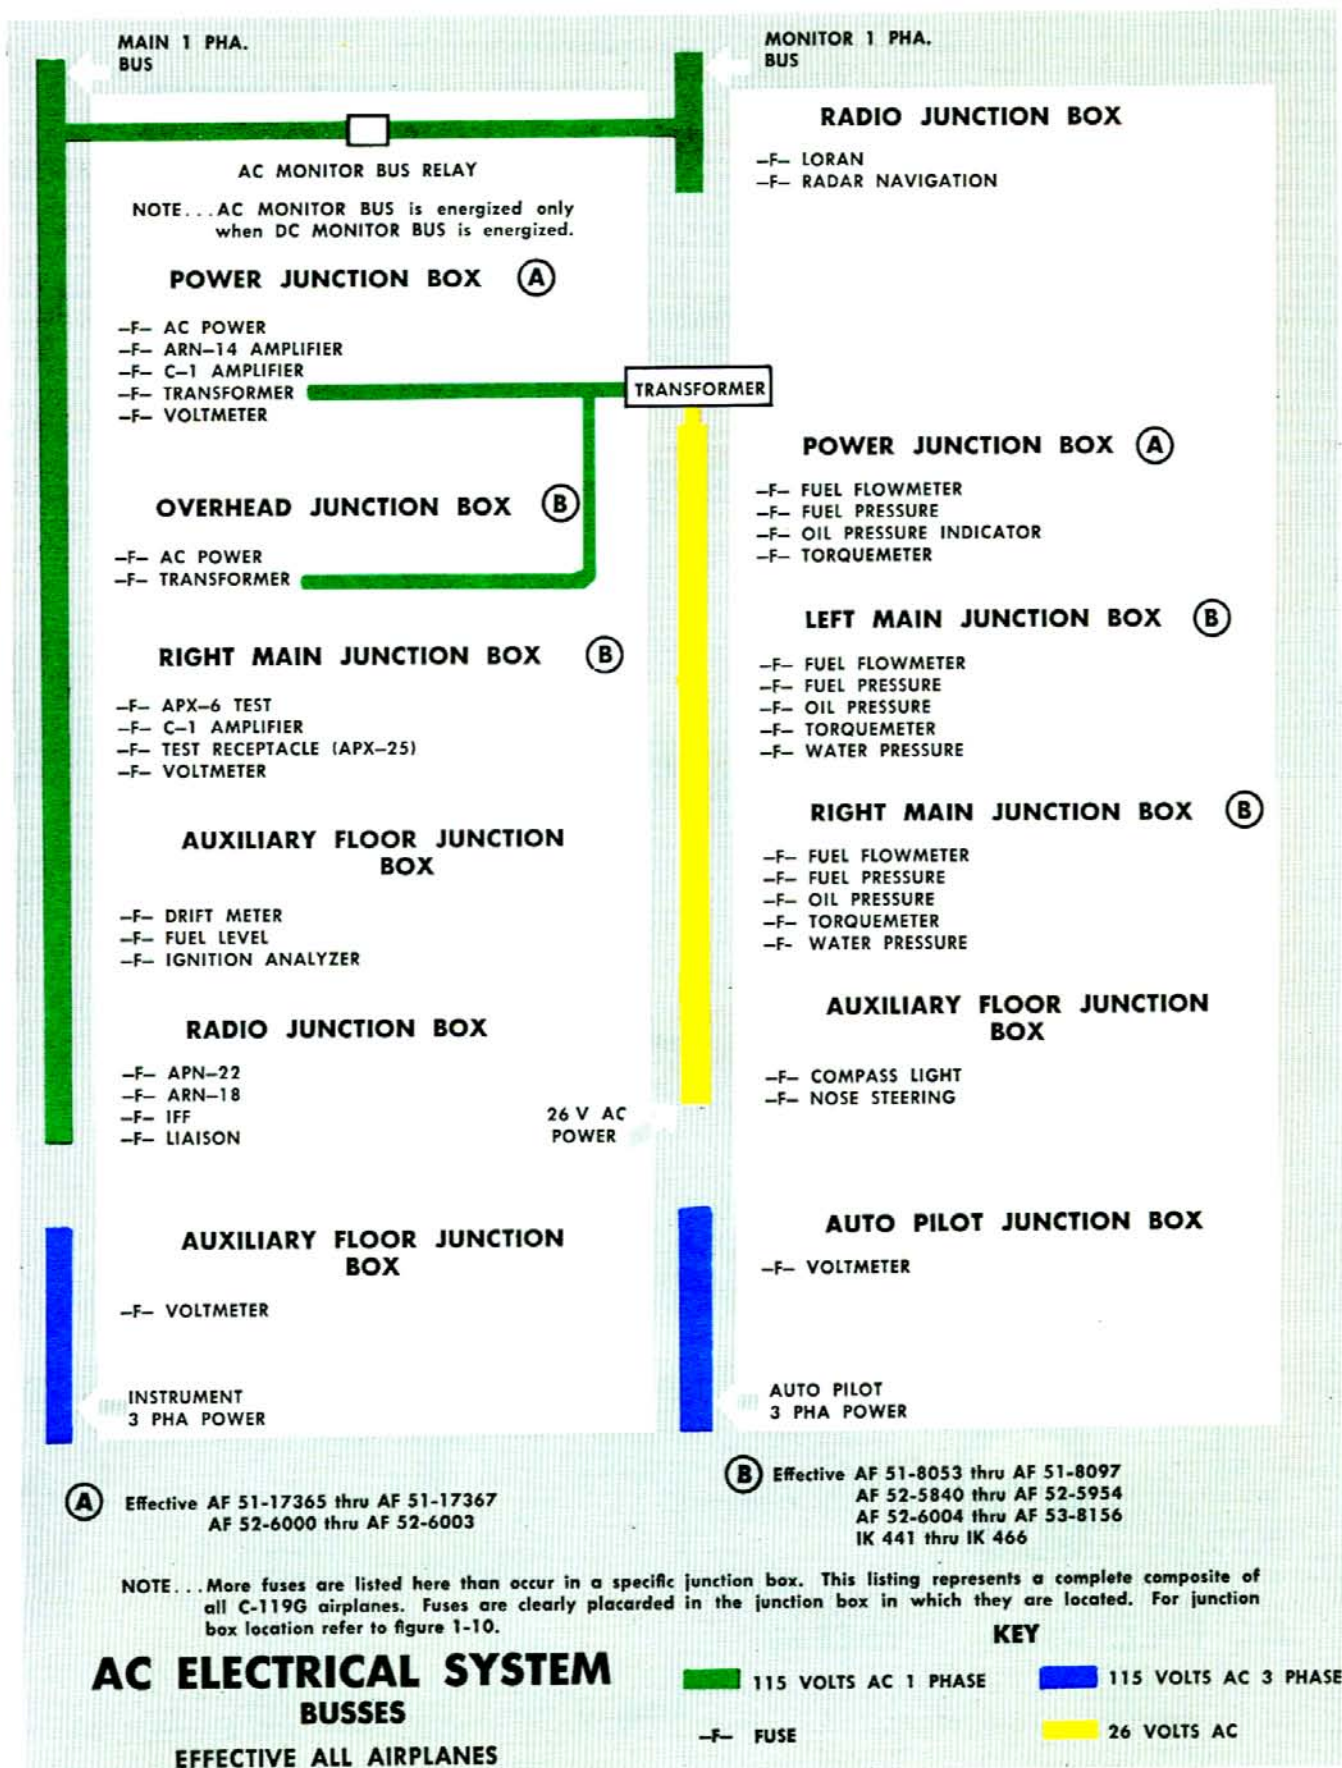 MAIN 1 PHA.
BUS
AC MONITOR BUS RELAY
NOTE...AC MONITOR BUS is energized only
when DC MONITOR BUS is energized.
POWER JUNCTION BOX A
-F- AC POWER
-F- ARN-14 AMPLIFIER
-F- C-1 AMPLIFIER
-F- TRANSFORMER
-F- VOLTMETER
TRANSFORMER
OVERHEAD JUNCTION BOX B
-F- AC POWER
-F- TRANSFORMER
RIGHT MAIN JUNCTION BOX B
-F- APX-6 TEST
-F- C-1 AMPLIFIER
-F- TEST RECEPTACLE (APX-25)
-F- VOLTMETER
AUXILIARY FLOOR JUNCTION
BOX
-F- DRIFT METER
-F- FUEL LEVEL
-F- IGNITION ANALYZER
RADIO JUNCTION BOX
-F- APN-22
-F- ARN-18
-F- IFF
-F- LIAISON
26 V AC
POWER
AUXILIARY FLOOR JUNCTION
BOX
-F- VOLTMETER
INSTRUMENT
3 PHA POWER
MONITOR 1 PHA.
BUS
RADIO JUNCTION BOX
-F- LORAN
-F- RADAR NAVIGATION
POWER JUNCTION BOX A
-F- FUEL FLOWMETER
-F- FUEL PRESSURE
-F- OIL PRESSURE INDICATOR
-F- TORQUEMETER
LEFT MAIN JUNCTION BOX B
-F- FUEL FLOWMETER
-F- FUEL PRESSURE
-F- OIL PRESSURE
-F- TORQUEMETER
-F- WATER PRESSURE
RIGHT MAIN JUNCTION BOX B
-F- FUEL FLOWMETER
-F- FUEL PRESSURE
-F- OIL PRESSURE
-F- TORQUEMETER
-F- WATER PRESSURE
AUXILIARY FLOOR JUNCTION
BOX
-F- COMPASS LIGHT
-F- NOSE STEERING
AUTO PILOT JUNCTION BOX
-F- VOLTMETER
AUTO PILOT
3 PHA POWER
A Effective AF 51-17365 thru AF 51-17367
AF 52-6000 thru AF 52-6003
B Effective AF 51-8053 thru AF 51-8097
AF 52-5840 thru AF 52-5954
AF 52-6004 thru AF 53-8156
IK 441 thru IK 466
NOTE...More fuses are listed here than occur in a specific junction box. This listing represents a complete composite of
all C-119G airplanes. Fuses are clearly placarded in the junction box in which they are located. For junction
box location refer to figure 1-10.
AC ELECTRICAL SYSTEM
BUSSES
EFFECTIVE ALL AIRPLANES
KEY
115 VOLTS AC 1 PHASE
115 VOLTS AC 3 PHASE
-F- FUSE
26 VOLTS AC